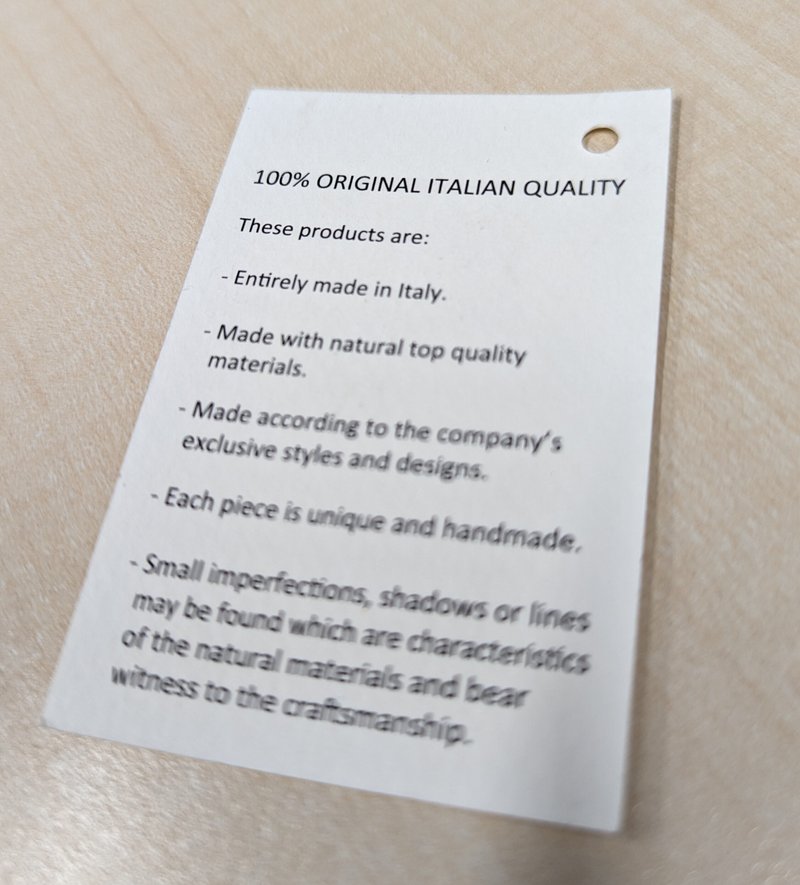 100% ORIGINAL ITALIAN QUALITY
These products are:
- Entirely made in Italy.
- Made with natural top quality
materials.
- Made according to the company's
exclusive styles and designs.
- Each piece is unique and handmade.
- Small imperfections, shadows or lines
may be found which are characteristics
of the natural materials and bear
witness to the craftsmanship.